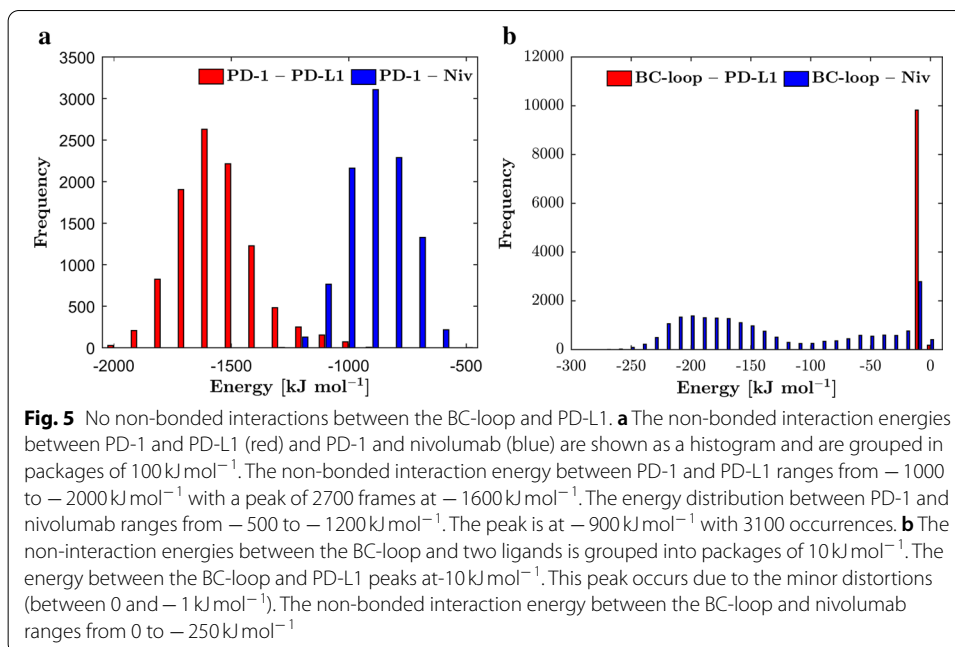 a
b
3500
3000
2500
2000
1500
1000
500
0
Frequency
PD-1 – PD-L1 PD-1 – Niv
-2000 -1500 -1000 -500
Energy [kJ mol⁻¹]
12000
10000
8000
6000
4000
2000
0
Frequency
BC-loop – PD-L1 BC-loop – Niv
-300 -250 -200 -150 -100 -50 0
Energy [kJ mol⁻¹]
Fig. 5 No non-bonded interactions between the BC-loop and PD-L1. a The non-bonded interaction energies
between PD-1 and PD-L1 (red) and PD-1 and nivolumab (blue) are shown as a histogram and are grouped in
packages of 100 kJ mol⁻¹. The non-bonded interaction energy between PD-1 and PD-L1 ranges from − 1000
to − 2000 kJ mol⁻¹ with a peak of 2700 frames at − 1600 kJ mol⁻¹. The energy distribution between PD-1 and
nivolumab ranges from − 500 to − 1200 kJ mol⁻¹. The peak is at − 900 kJ mol⁻¹ with 3100 occurrences. b The
non-interaction energies between the BC-loop and two ligands is grouped into packages of 10 kJ mol⁻¹. The
energy between the BC-loop and PD-L1 peaks at-10 kJ mol⁻¹. This peak occurs due to the minor distortions
(between 0 and − 1 kJ mol⁻¹). The non-bonded interaction energy between the BC-loop and nivolumab
ranges from 0 to − 250 kJ mol⁻¹